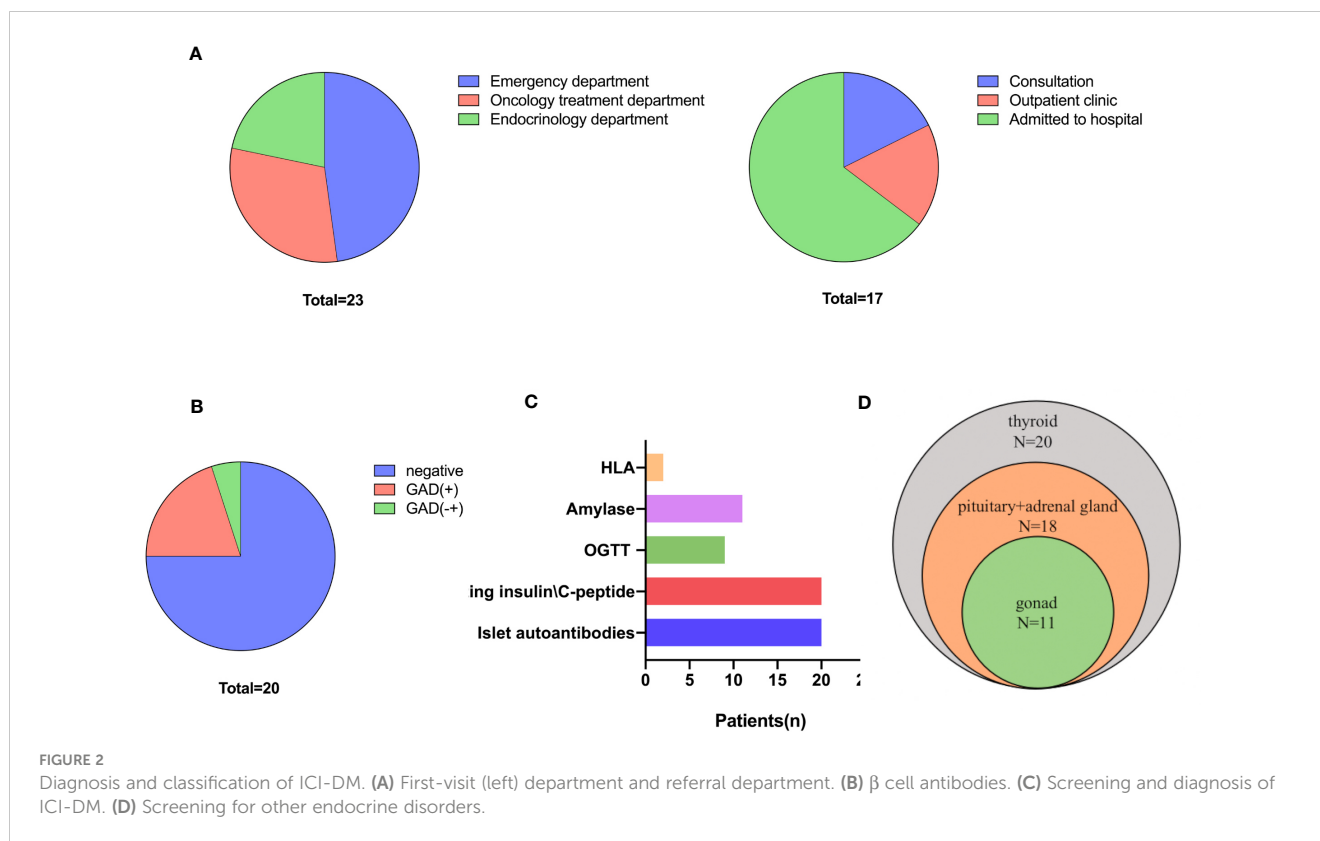 A
Emergency department
Oncology treatment department
Endocrinology department
Total=23
Consultation
Outpatient clinic
Admitted to hospital
Total=17
B
negative
GAD(+)
GAD(-+)
Total=20
C
HLA
Amylase
OGTT
ing insulin\C-peptide
Islet autoantibodies
0 5 10 15 20
Patients(n)
D
thyroid
N=20
pituitary+adrenal gland
N=18
gonad
N=11
FIGURE 2
Diagnosis and classification of ICI-DM. (A) First-visit (left) department and referral department. (B) β cell antibodies. (C) Screening and diagnosis of
ICI-DM. (D) Screening for other endocrine disorders.